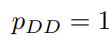 p_{DD} = 1